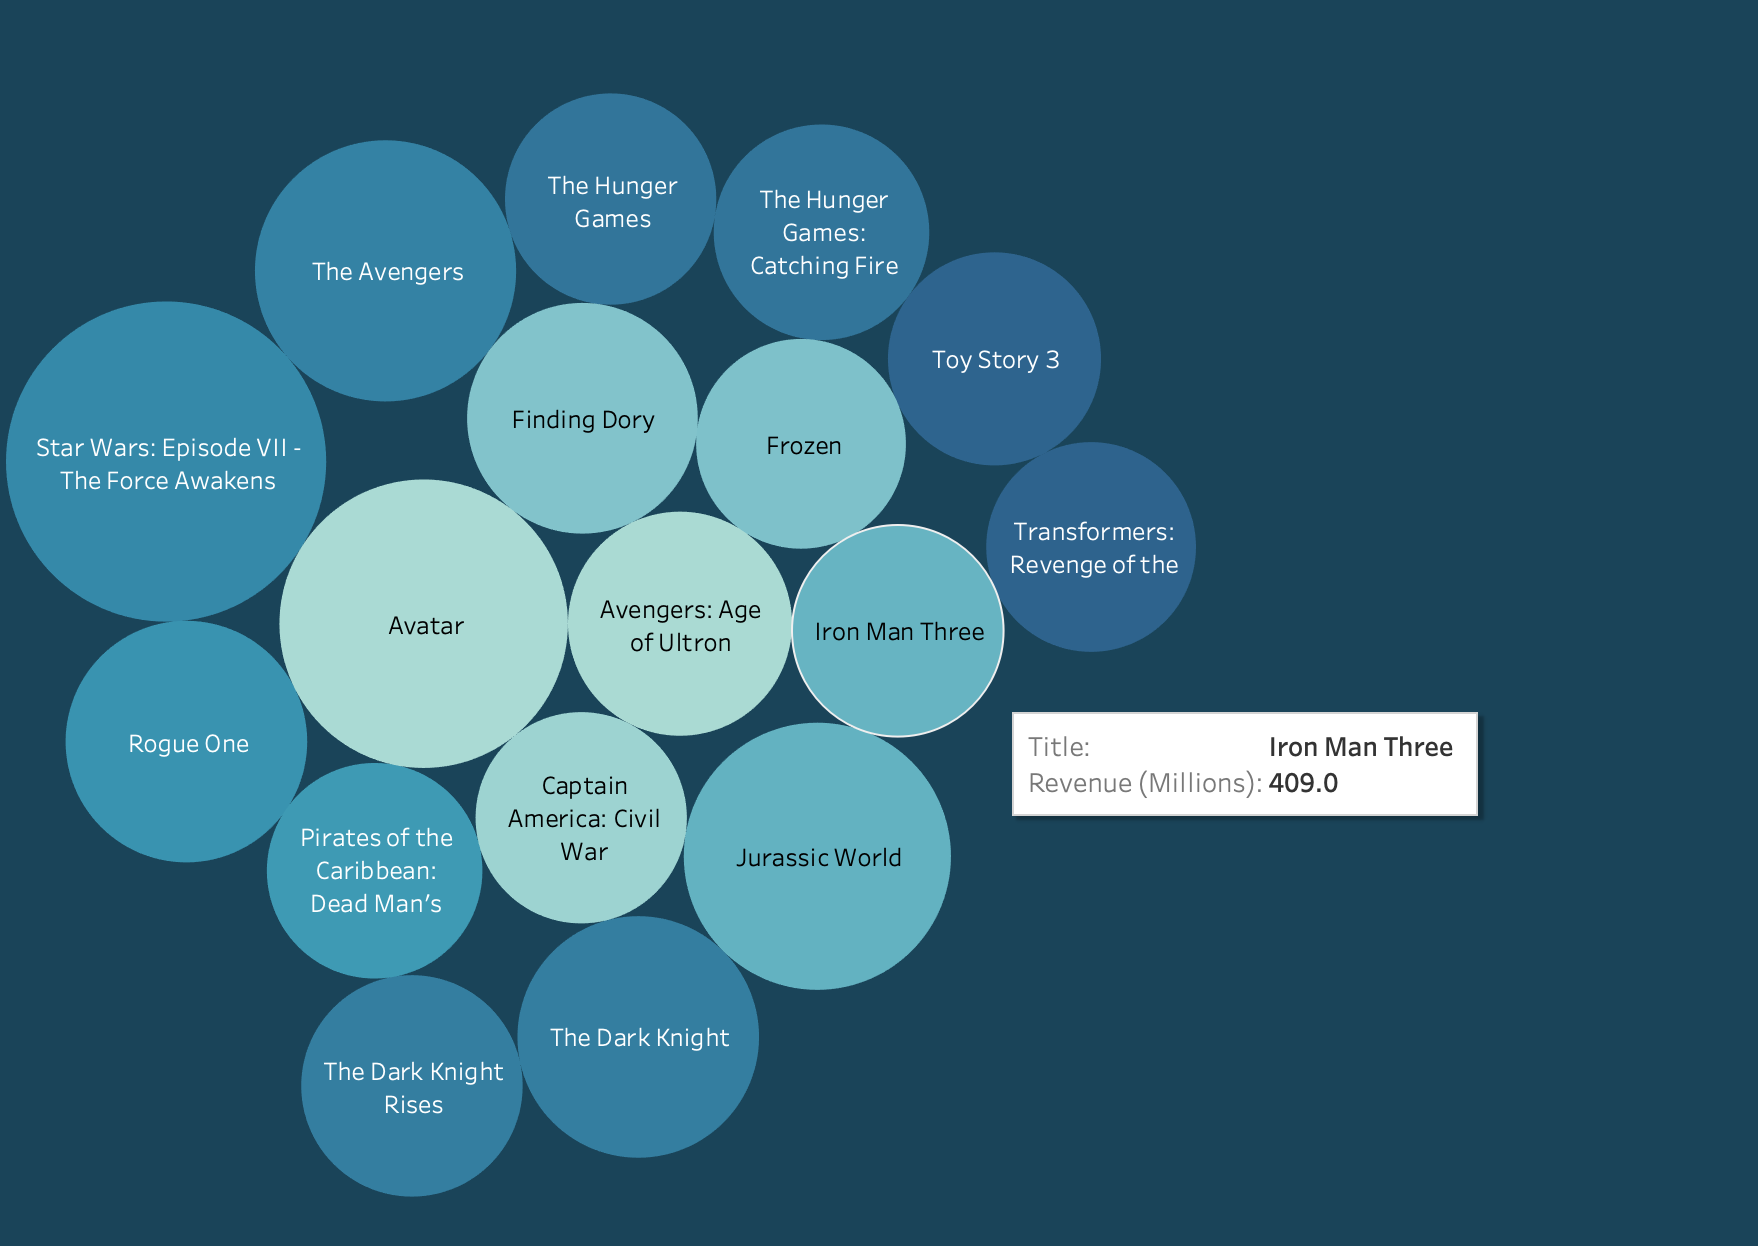 The Hunger
Games
The Hunger
Games:
Catching Fire
The Avengers
Toy Story 3
Finding Dory
Frozen
Star Wars: Episode VII -
The Force Awakens
Transformers:
Revenge of the
Avatar
Avengers: Age
of Ultron
Iron Man Three
Rogue One
Title: Iron Man Three
Revenue (Millions): 409.0
Captain
America: Civil
War
Pirates of the
Caribbean:
Dead Man's
Jurassic World
The Dark Knight
The Dark Knight
Rises